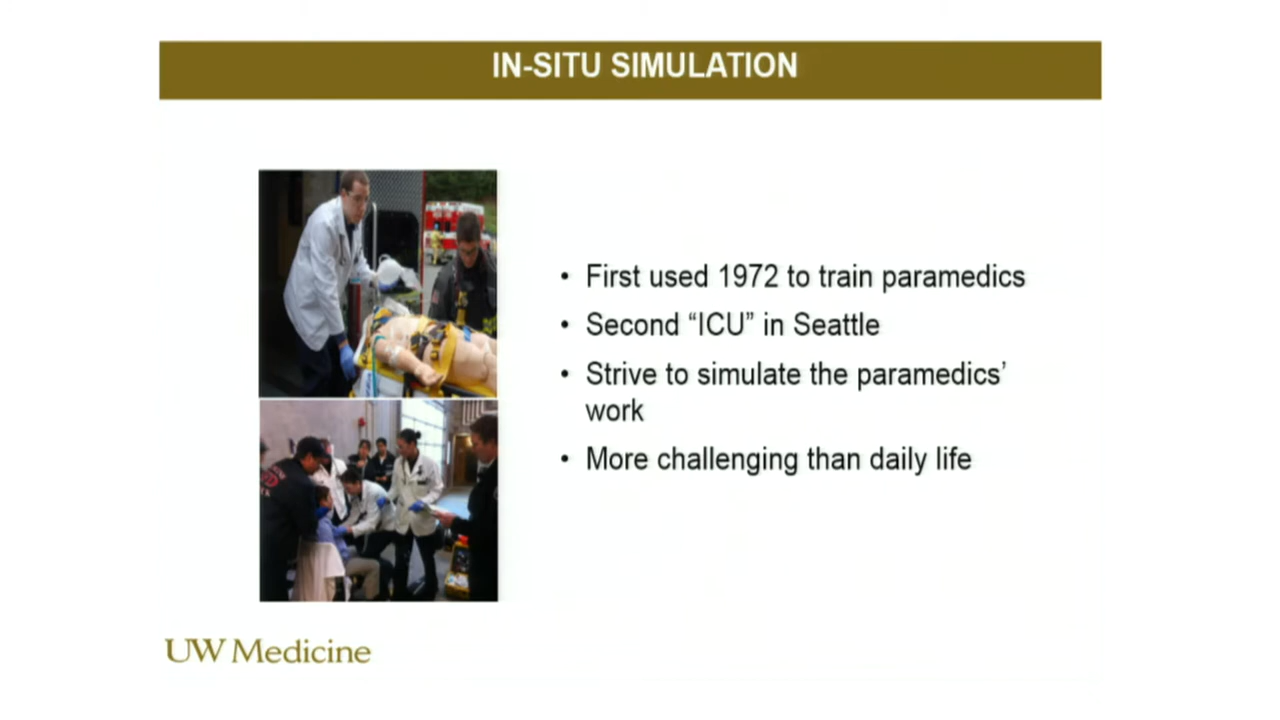 IN-SITU SIMULATION
• First used 1972 to train paramedics
• Second “ICU” in Seattle
• Strive to simulate the paramedics’
work
• More challenging than daily life
UW Medicine